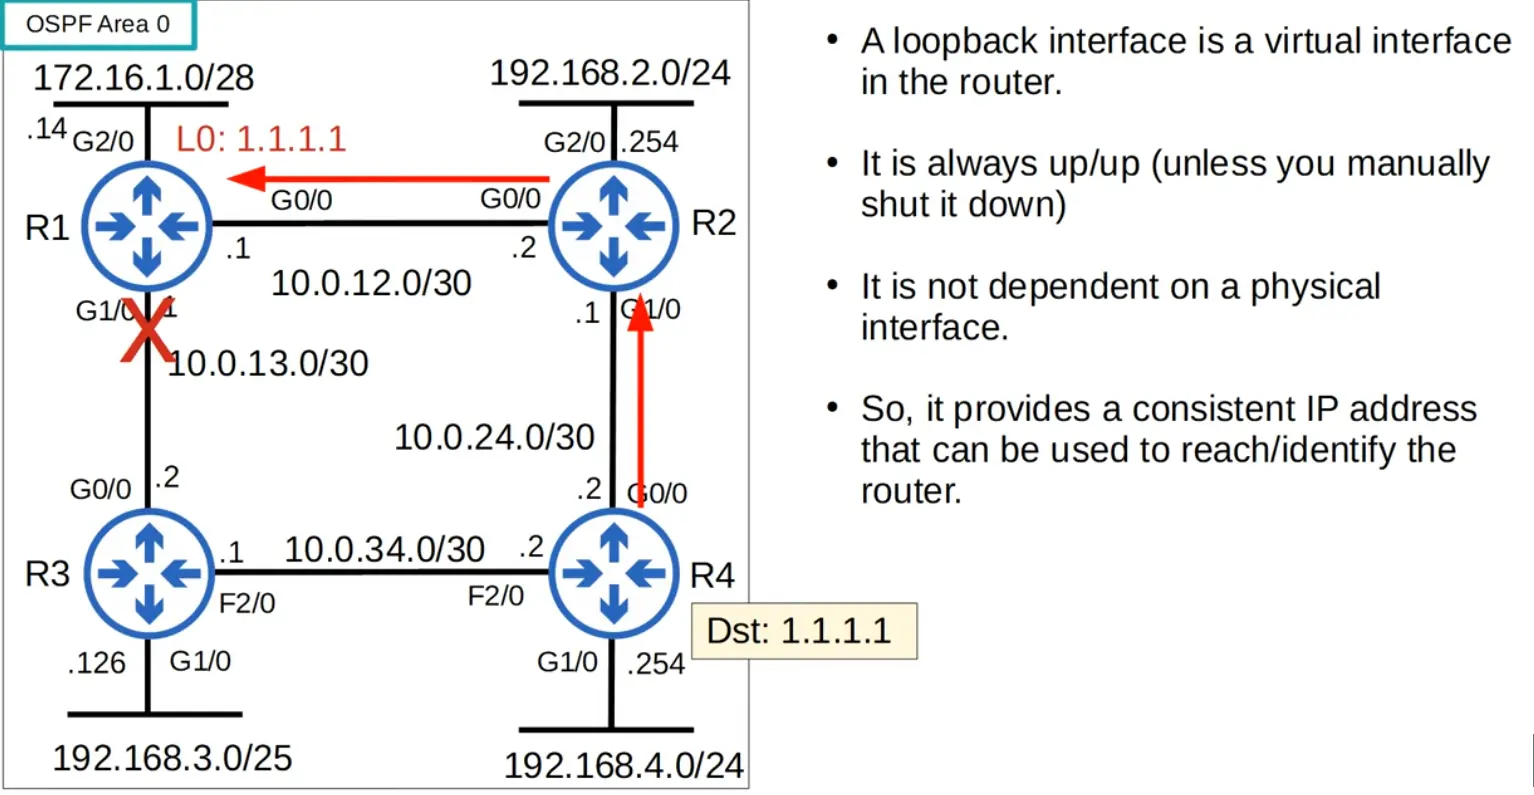 OSPF Area 0
172.16.1.0/28
192.168.2.0/24
.14
G2/0
L0: 1.1.1.1
G2/0
.254
G0/0
G0/0
R1
R2
.1
.2
10.0.12.0/30
G1/0
.1
X
.1
G1/0
10.0.13.0/30
10.0.24.0/30
G0/0
.2
.2
G0/0
R3
.1
10.0.34.0/30
.2
R4
F2/0
F2/0
Dst: 1.1.1.1
.126
G1/0
G1/0
.254
192.168.3.0/25
192.168.4.0/24
• A loopback interface is a virtual interface
in the router.
• It is always up/up (unless you manually
shut it down)
• It is not dependent on a physical
interface.
• So, it provides a consistent IP address
that can be used to reach/identify the
router.